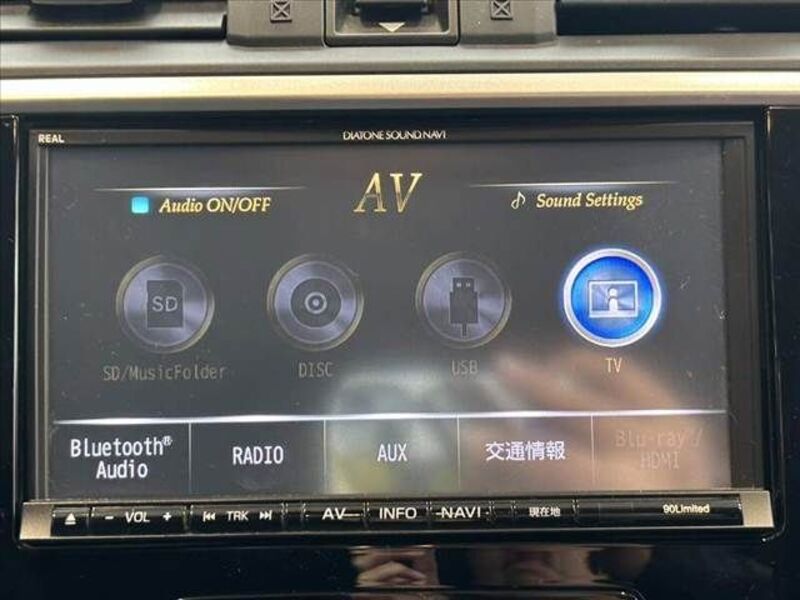 REAL
DIATONE SOUND.NAVI
Audio ON/OFF
AV
Sound Settings
SD
SD/MusicFolder
DISC
USB
TV
Bluetooth®
Audio
RADIO
AUX
交通情報
Blu-ray/
HDMI
– VOL +
TRK
AV
INFO
NAVI
現在地
90Limited